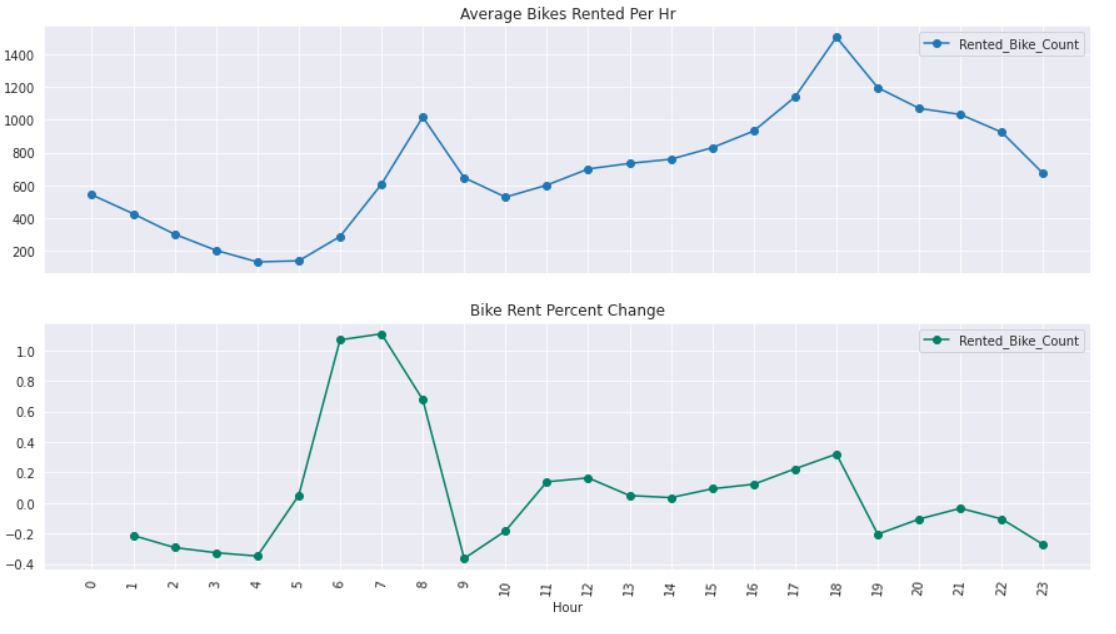 Average Bikes Rented Per Hr
Rented_Bike_Count
1400
1200
1000
800
600
400
200
Bike Rent Percent Change
Rented_Bike_Count
1.0
0.8
0.6
0.4
0.2
0.0
−0.2
−0.4
0 1 2 3 4 5 6 7 8 9 10 11 12 13 14 15 16 17 18 19 20 21 22 23
Hour